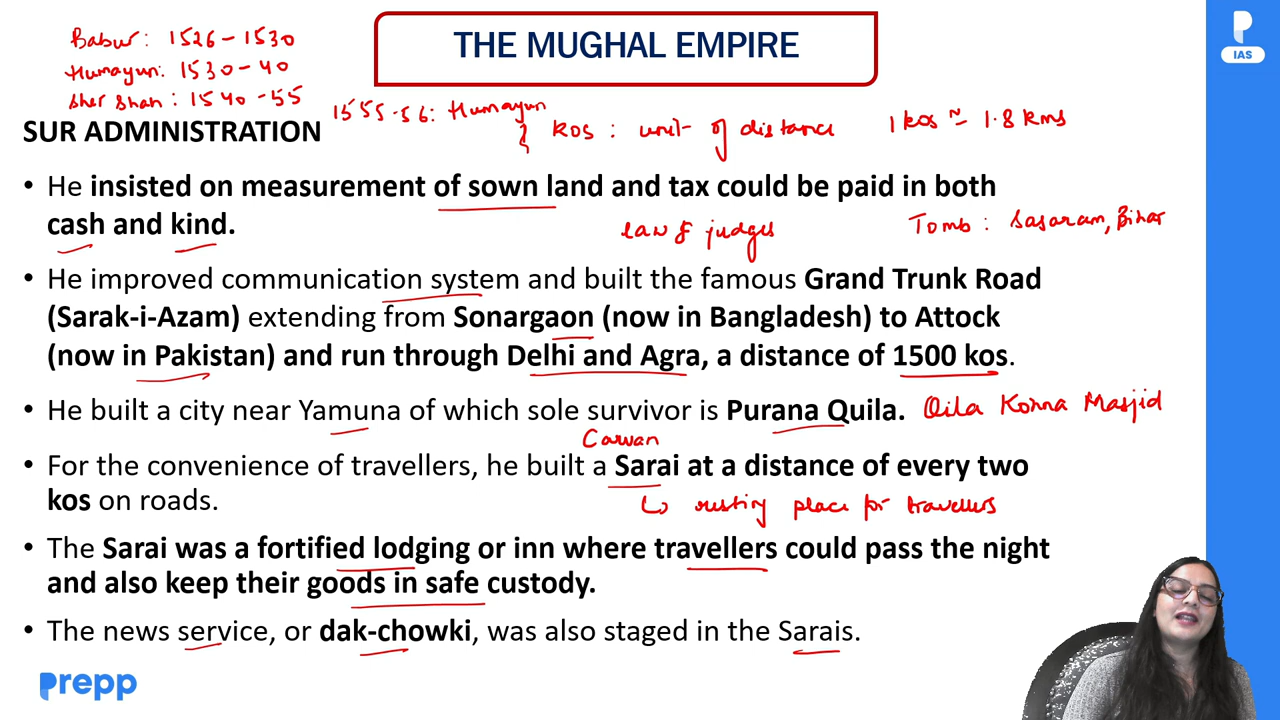 THE MUGHAL EMPIRE
IAS
Babur: 1526-1530
Humayun: 1530-40
Sher Shah: 1540-55
1555-56: Humayun
SUR ADMINISTRATION
kos: unit of distance
1 kos ≈ 1.8 kms
• He insisted on measurement of sown land and tax could be paid in both
cash and kind.
law & judges
Tomb: Sasaram, Bihar
• He improved communication system and built the famous Grand Trunk Road
(Sarak-i-Azam) extending from Sonargaon (now in Bangladesh) to Attock
(now in Pakistan) and run through Delhi and Agra, a distance of 1500 kos.
• He built a city near Yamuna of which sole survivor is Purana Quila.
Qila Kohna Masjid
Carvan
• For the convenience of travellers, he built a Sarai at a distance of every two
kos on roads.
↳ resting place for travellers
• The Sarai was a fortified lodging or inn where travellers could pass the night
and also keep their goods in safe custody.
• The news service, or dak-chowki, was also staged in the Sarais.
prepp